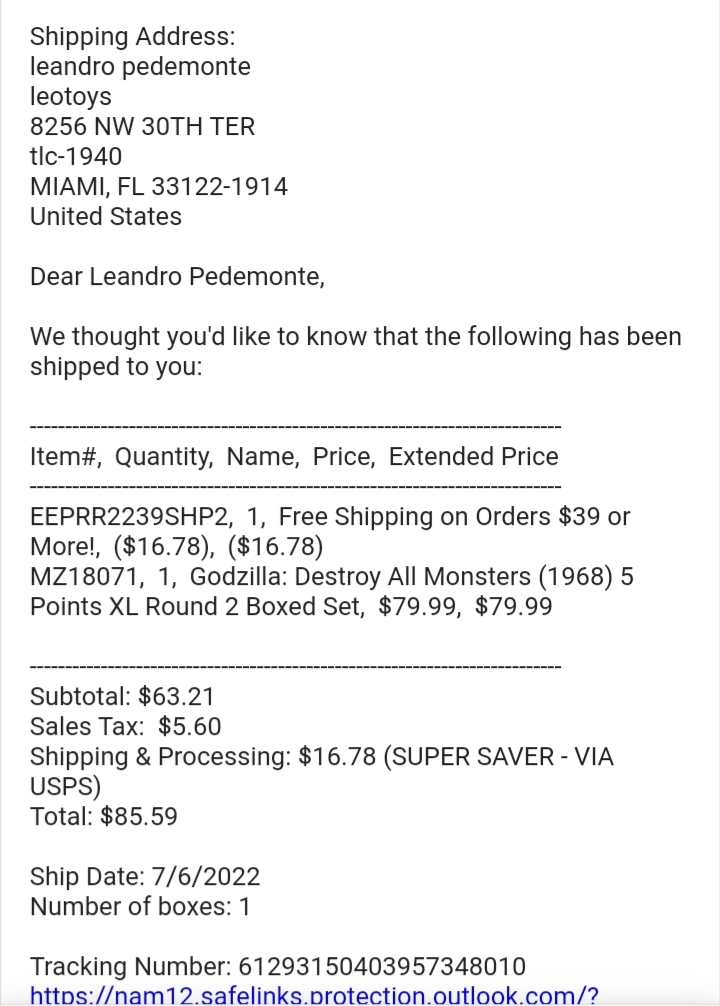 Shipping Address:
leandro pedemonte
leotoys
8256 NW 30TH TER
tlc-1940
MIAMI, FL 33122-1914
United States
Dear Leandro Pedemonte,
We thought you'd like to know that the following has been
shipped to you:
----------------------------------------------------------------------------
Item#,  Quantity,  Name,  Price,  Extended Price
----------------------------------------------------------------------------
EEPRR2239SHP2,  1,  Free Shipping on Orders $39 or
More!,  ($16.78),  ($16.78)
MZ18071,  1,  Godzilla: Destroy All Monsters (1968) 5
Points XL Round 2 Boxed Set,  $79.99,  $79.99
----------------------------------------------------------------------------
Subtotal: $63.21
Sales Tax:  $5.60
Shipping & Processing: $16.78 (SUPER SAVER - VIA
USPS)
Total: $85.59
Ship Date: 7/6/2022
Number of boxes: 1
Tracking Number: 61293150403957348010
https://nam12.safelinks.protection.outlook.com/?